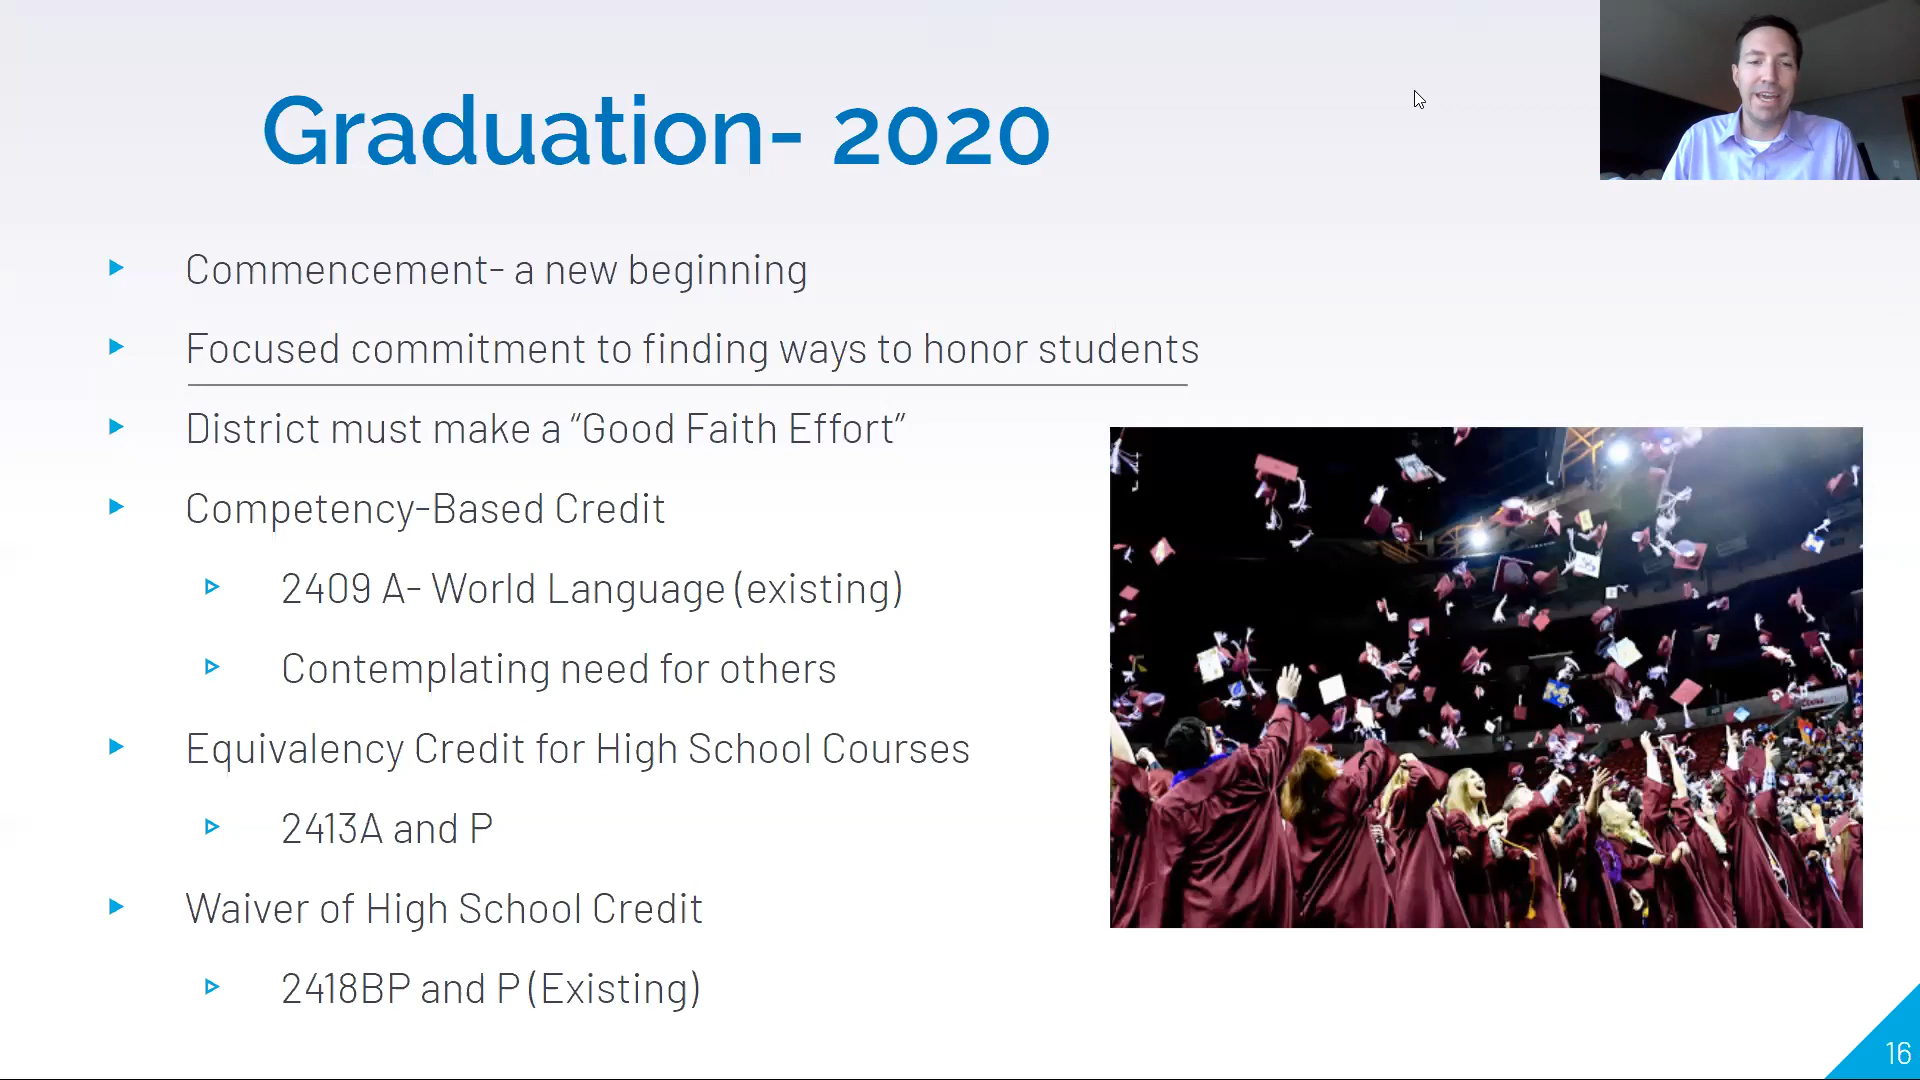 Graduation- 2020
Commencement- a new beginning
Focused commitment to finding ways to honor students
District must make a “Good Faith Effort”
Competency-Based Credit
2409 A- World Language (existing)
Contemplating need for others
Equivalency Credit for High School Courses
2413A and P
Waiver of High School Credit
2418BP and P (Existing)
16